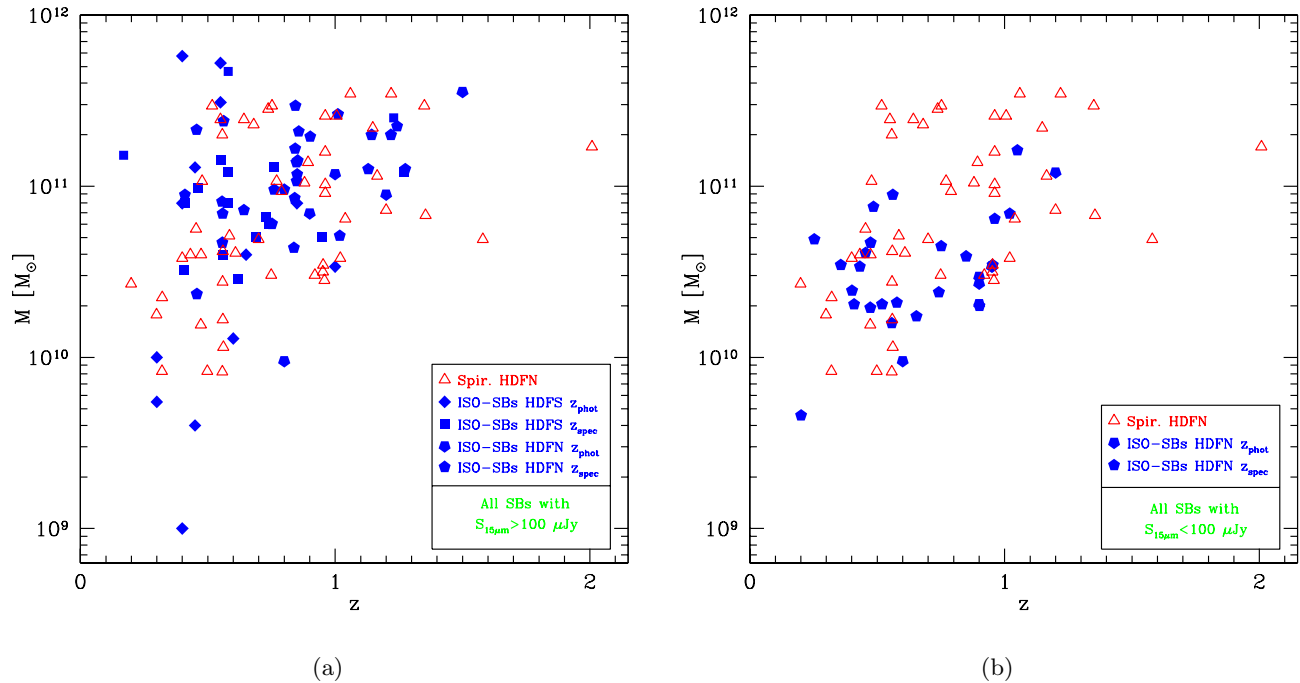 10¹²
10¹¹
10¹⁰
10⁹
M [M⊙]
0
1
2
z
Spir. HDFN
ISO-SBs HDFS z_phot
ISO-SBs HDFS z_spec
ISO-SBs HDFN z_phot
ISO-SBs HDFN z_spec
All SBs with
S_15μm>100 μJy
(a)
10¹²
10¹¹
10¹⁰
10⁹
M [M⊙]
0
1
2
z
Spir. HDFN
ISO-SBs HDFN z_phot
ISO-SBs HDFN z_spec
All SBs with
S_15μm<100 μJy
(b)